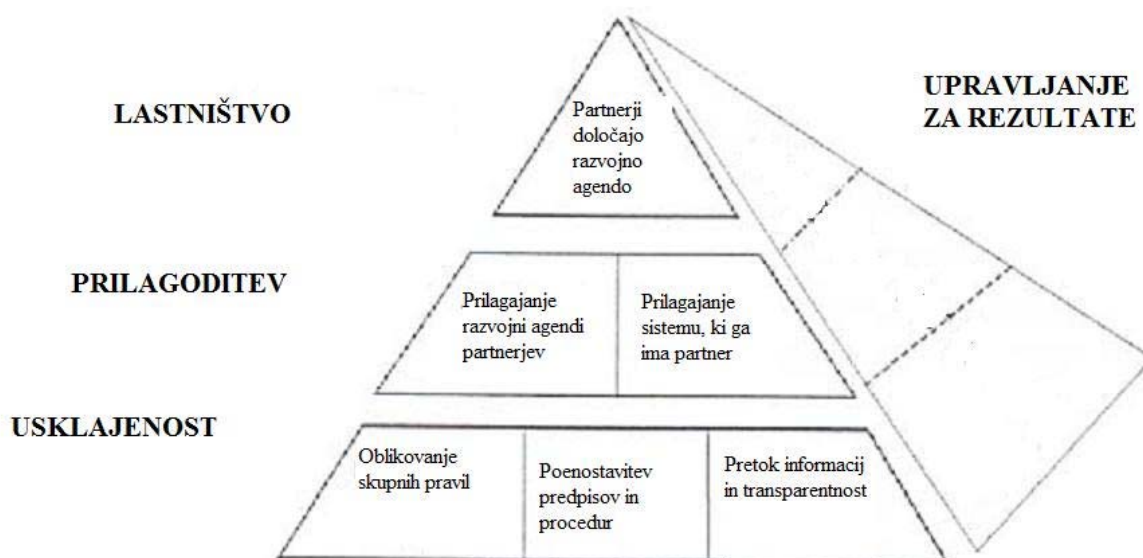 UPRAVLJANJE
ZA REZULTATE
LASTNIŠTVO
Partnerji
določajo
razvojno
agendo
PRILAGODITEV
Prilagajanje
razvojni agendi
partnerjev
Prilagajanje
sistemu, ki ga
ima partner
USKLAJENOST
Oblikovanje
skupnih pravil
Poenostavitev
predpisov in
procedur
Pretok informacij
in transparentnost